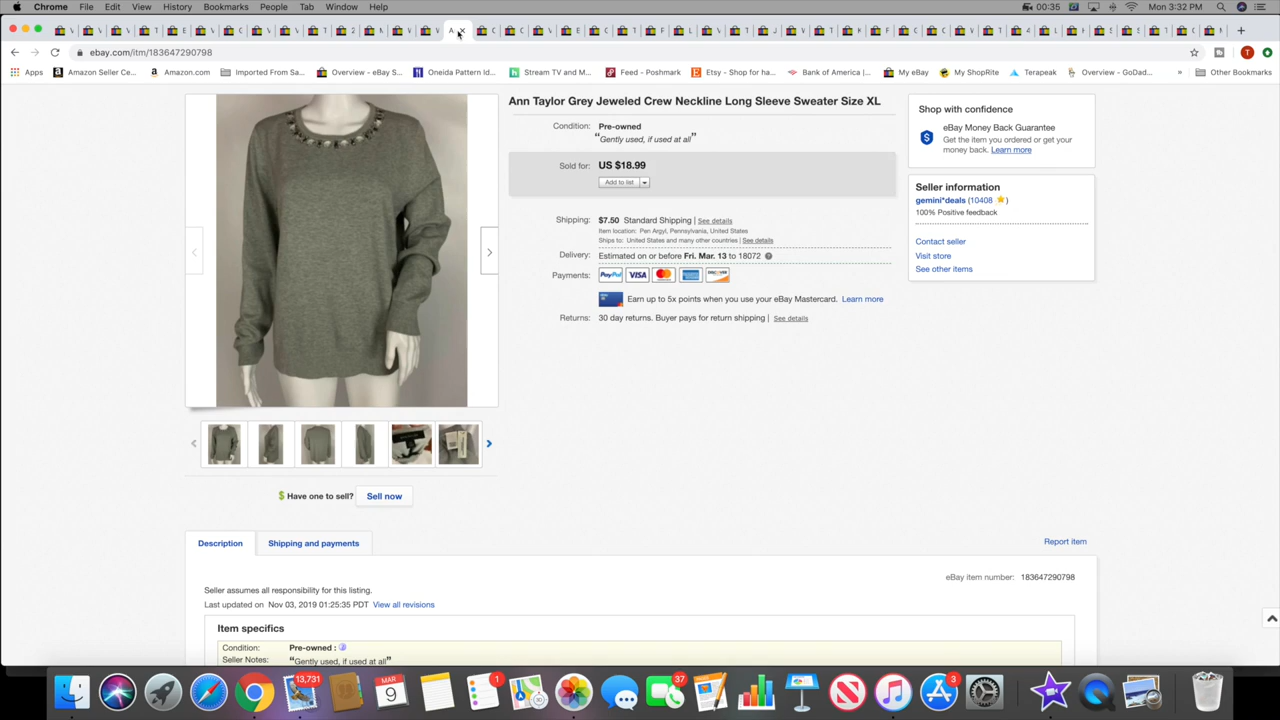 Chrome File Edit View History Bookmarks People Tab Window Help 00:35 Mon 3:32 PM
ebay.com/itm/183647290798
Apps Amazon Seller Ce... Amazon.com Imported From Sa... Overview - eBay S... Oneida Pattern Id... Stream TV and M... Feed - Poshmark Etsy - Shop for ha... Bank of America |... My eBay My ShopRite Terapeak Overview - GoDad... » Other Bookmarks
Ann Taylor Grey Jeweled Crew Neckline Long Sleeve Sweater Size XL
Condition: Pre-owned
"Gently used, if used at all"
Sold for: US $18.99
Add to list
Shipping: $7.50 Standard Shipping | See details
Item location: Pen Argyl, Pennsylvania, United States
Ships to: United States and many other countries | See details
Delivery: Estimated on or before Fri. Mar. 13 to 18072
Payments: PayPal VISA
Earn up to 5x points when you use your eBay Mastercard. Learn more
Returns: 30 day returns. Buyer pays for return shipping | See details
Shop with confidence
eBay Money Back Guarantee
Get the item you ordered or get your
money back. Learn more
Seller information
gemini*deals (10408)
100% Positive feedback
Contact seller
Visit store
See other items
Have one to sell? Sell now
Description Shipping and payments
Report item
eBay item number: 183647290798
Seller assumes all responsibility for this listing.
Last updated on Nov 03, 2019 01:25:35 PDT View all revisions
Item specifics
Condition: Pre-owned :
Seller Notes: "Gently used, if used at all"
13,731
MAR
9
1
37
3